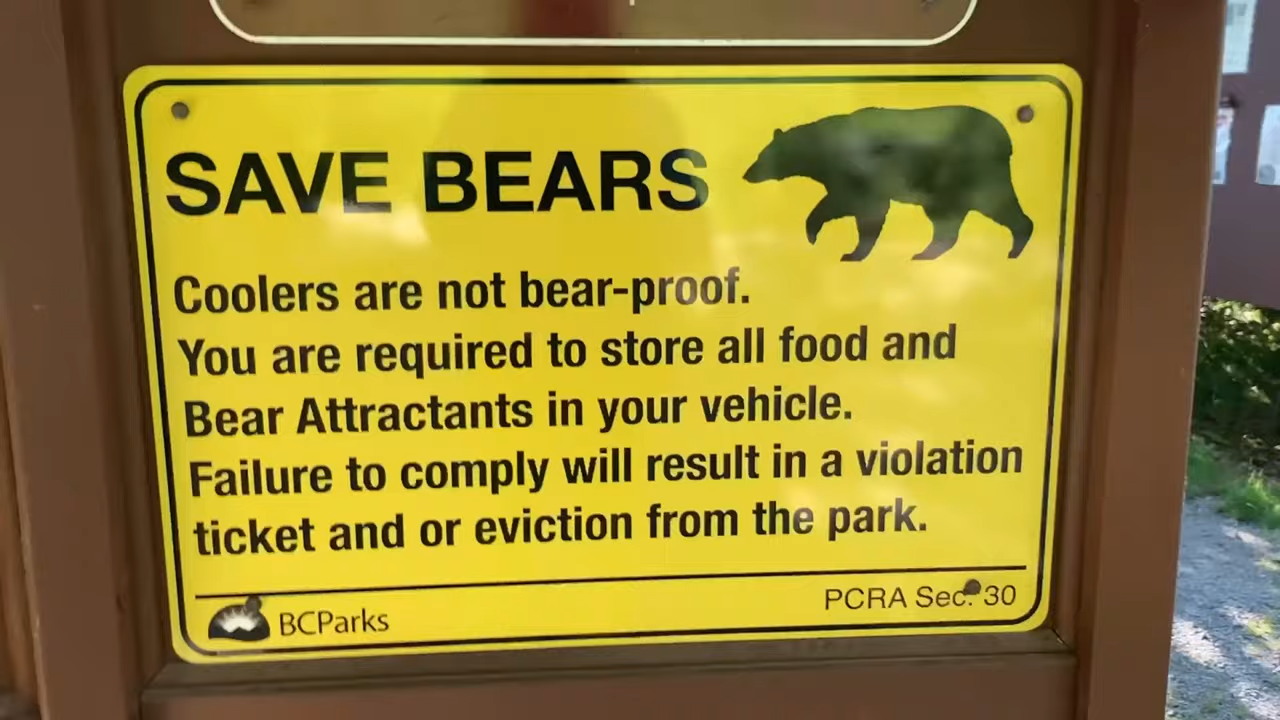 SAVE BEARS
Coolers are not bear-proof.
You are required to store all food and
Bear Attractants in your vehicle.
Failure to comply will result in a violation
ticket and or eviction from the park.
BCParks
PCRA Sec. 30